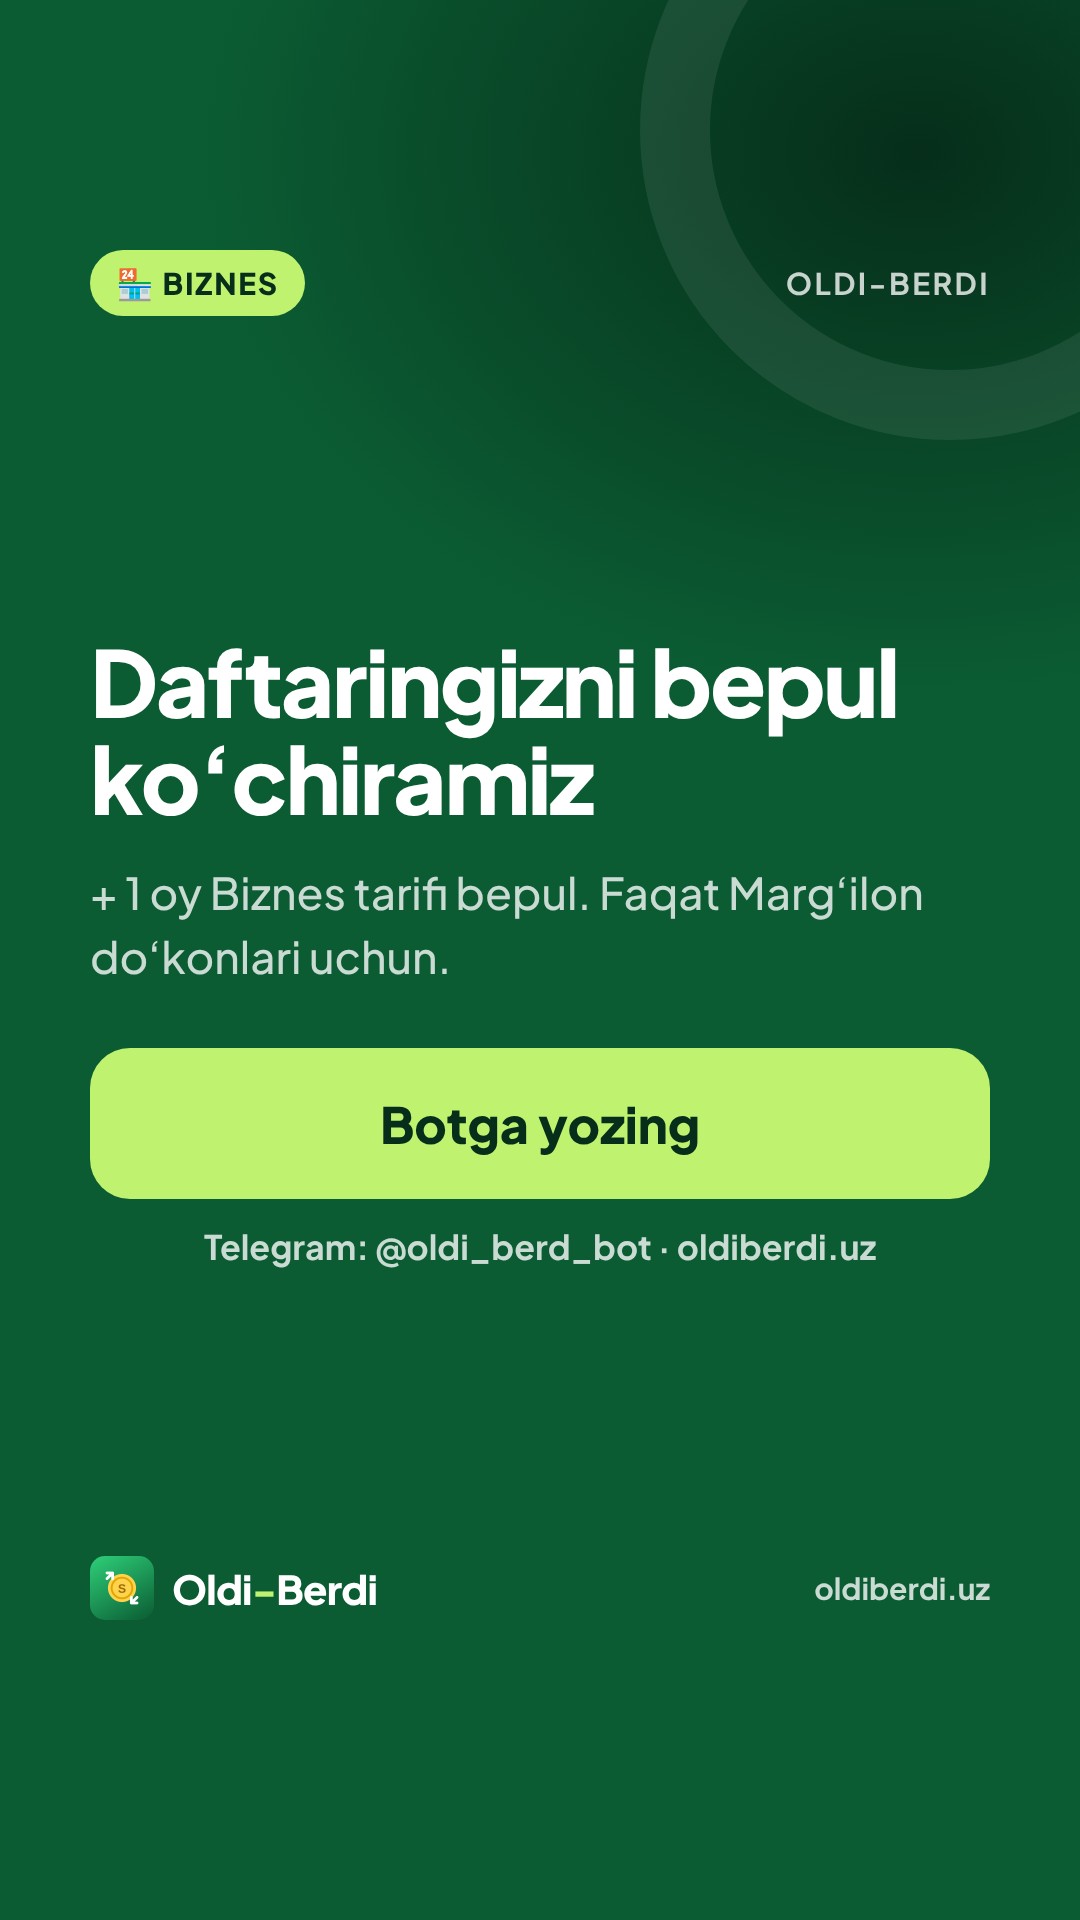 🏪 BIZNES
OLDI-BERDI
Daftaringizni bepul
ko‘chiramiz
+ 1 oy Biznes tarifi bepul. Faqat Marg‘ilon
do‘konlari uchun.
Botga yozing
Telegram: @oldi_berd_bot · oldiberdi.uz
Oldi-Berdi
oldiberdi.uz